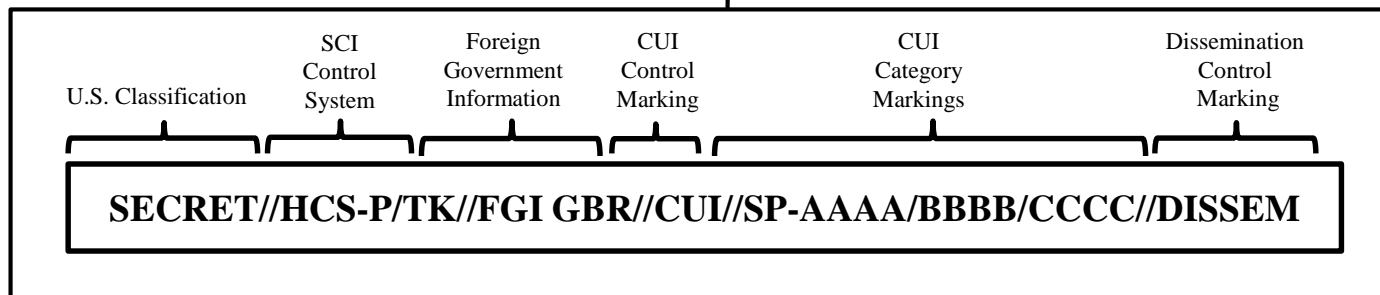 U.S. Classification
SCI
Control
System
Foreign
Government
Information
CUI
Control
Marking
CUI
Category
Markings
Dissemination
Control
Marking
SECRET//HCS-P/TK//FGI GBR//CUI//SP-AAAA/BBBB/CCCC//DISSEM